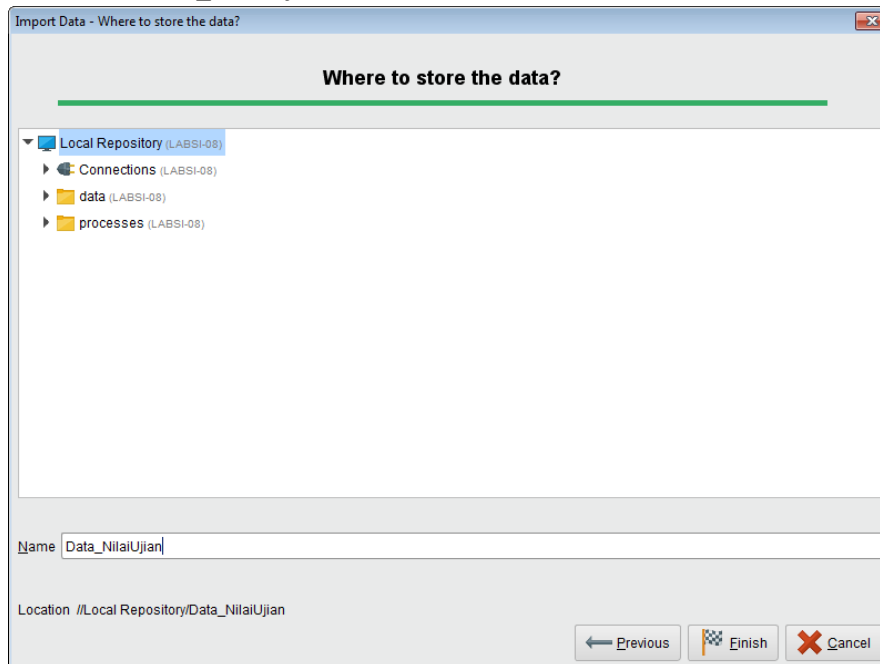 Import Data - Where to store the data?
Where to store the data?
Local Repository (LABSI-08)
Connections (LABSI-08)
data (LABSI-08)
processes (LABSI-08)
Name Data_NilaiUjian
Location //Local Repository/Data_NilaiUjian
Previous Finish Cancel